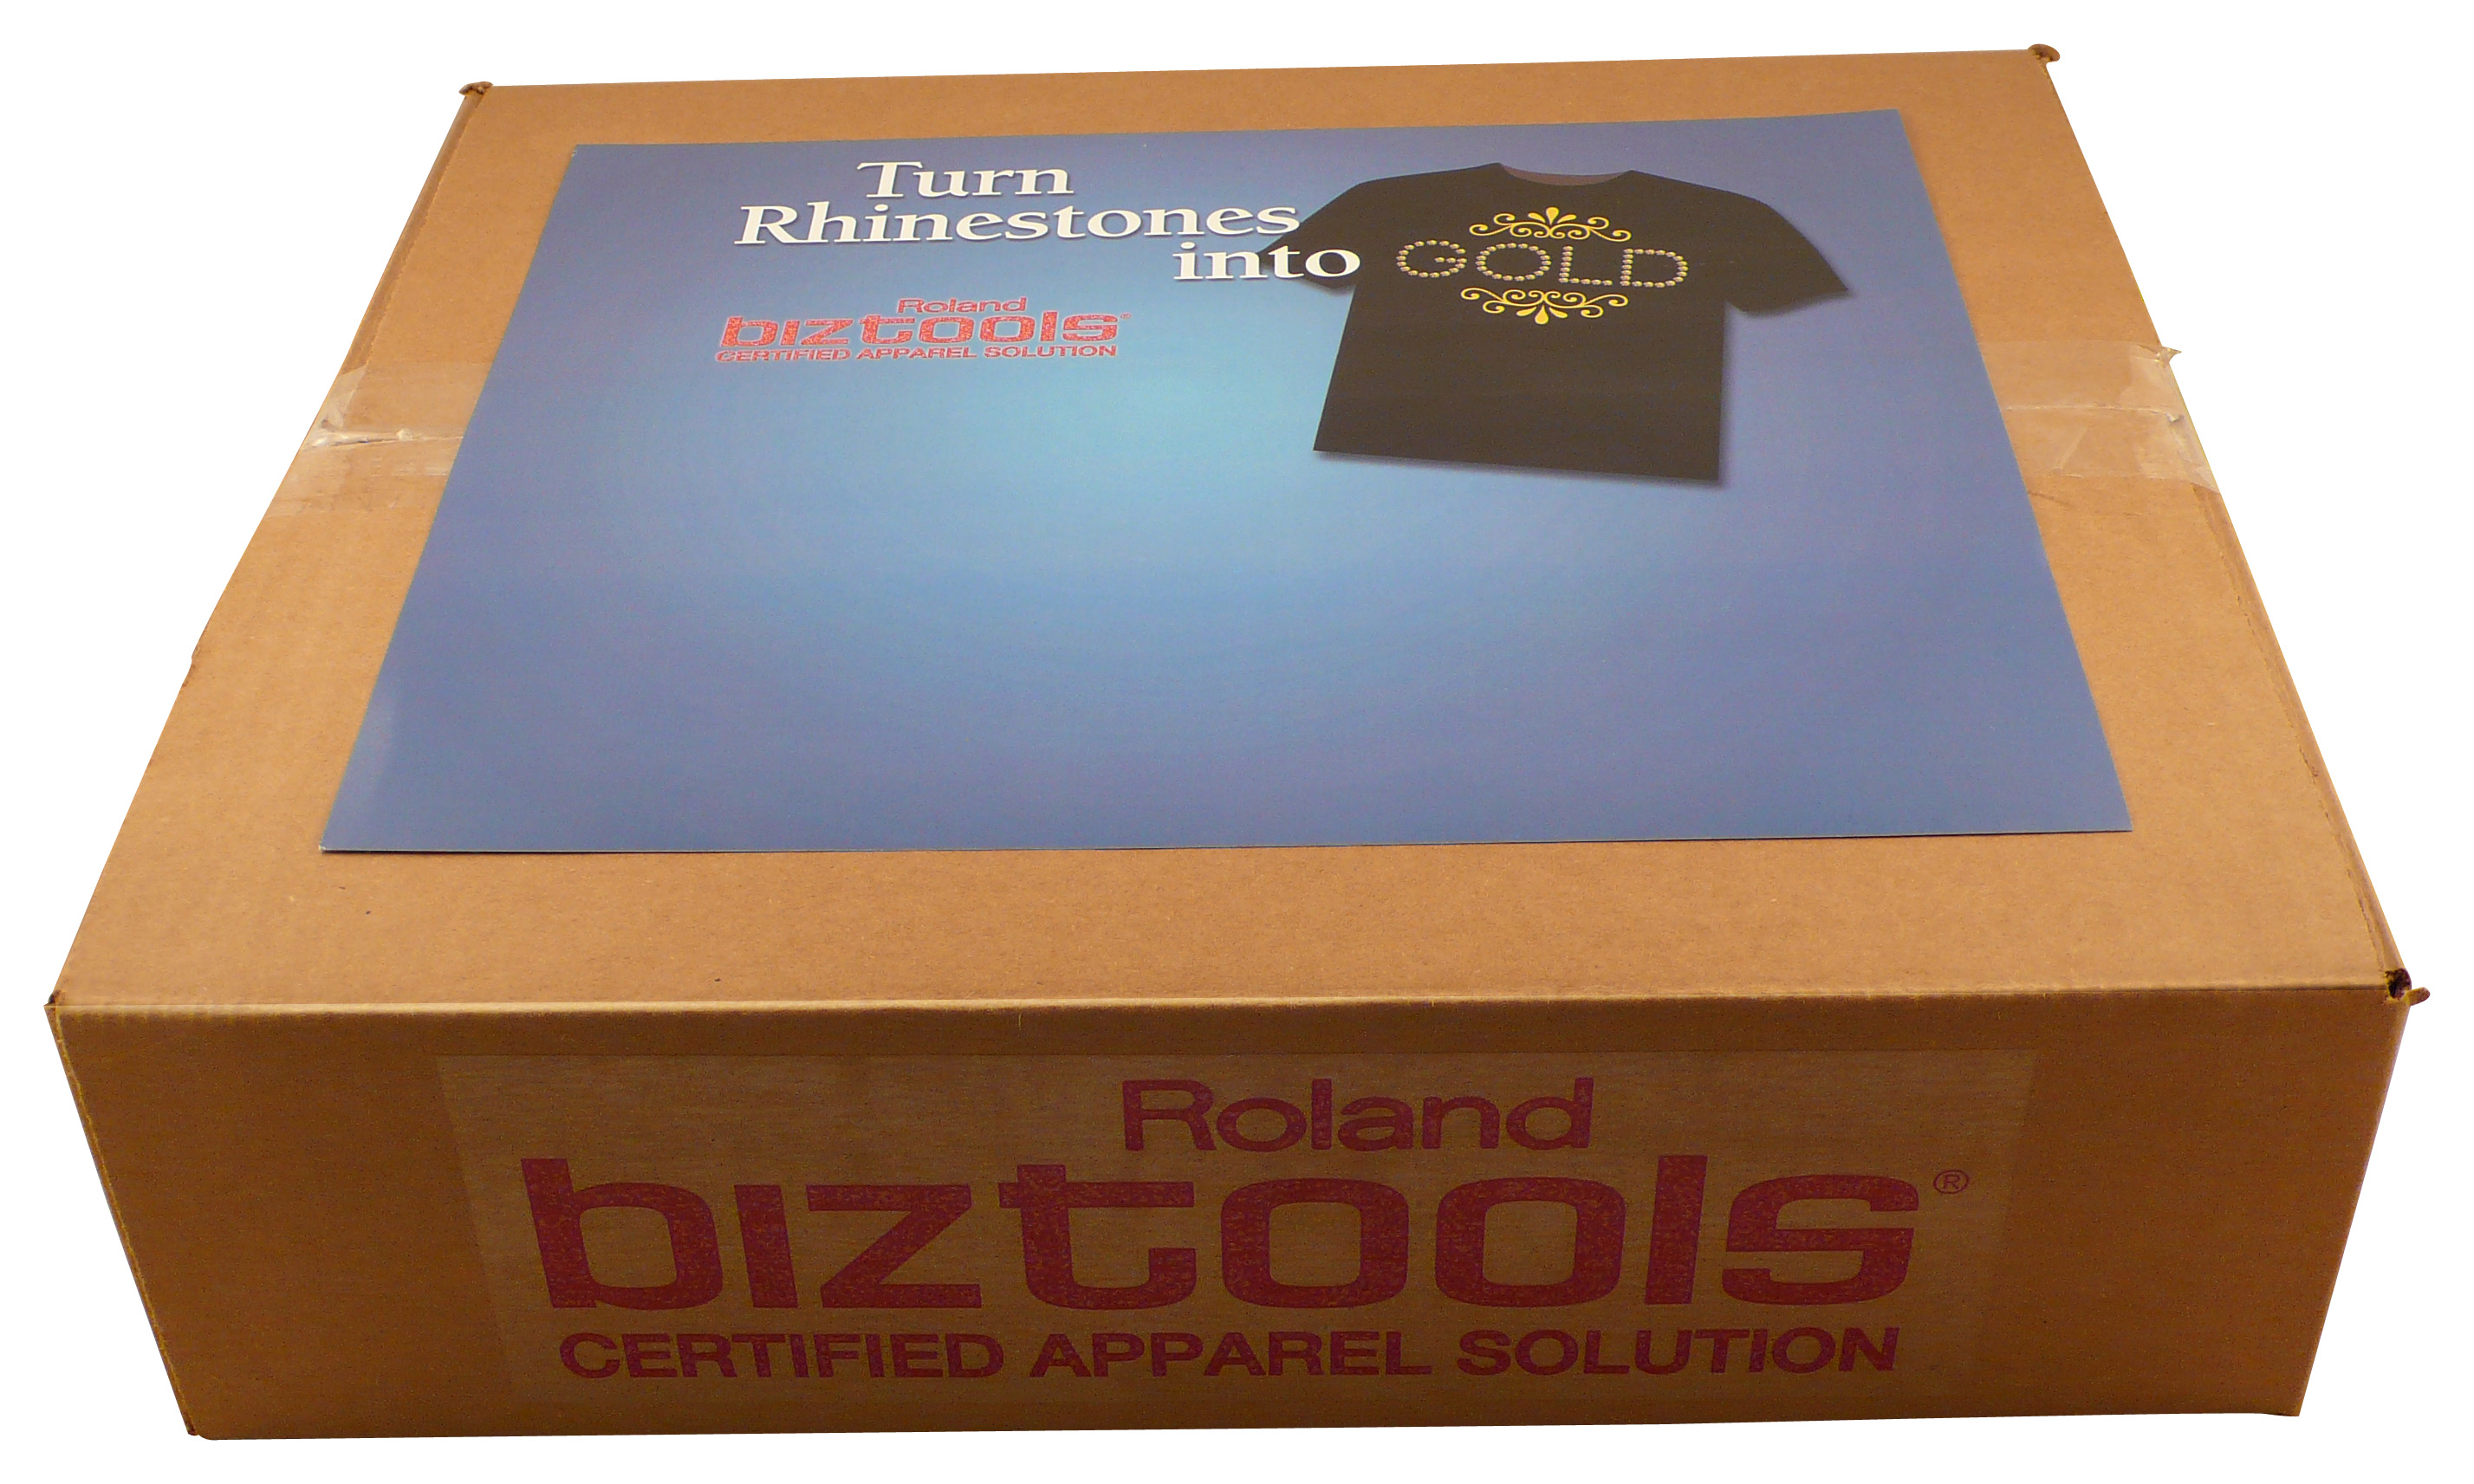 Turn
Rhinestones
into GOLD
Roland
biztools®
CERTIFIED APPAREL SOLUTION
Roland
biztools®
CERTIFIED APPAREL SOLUTION